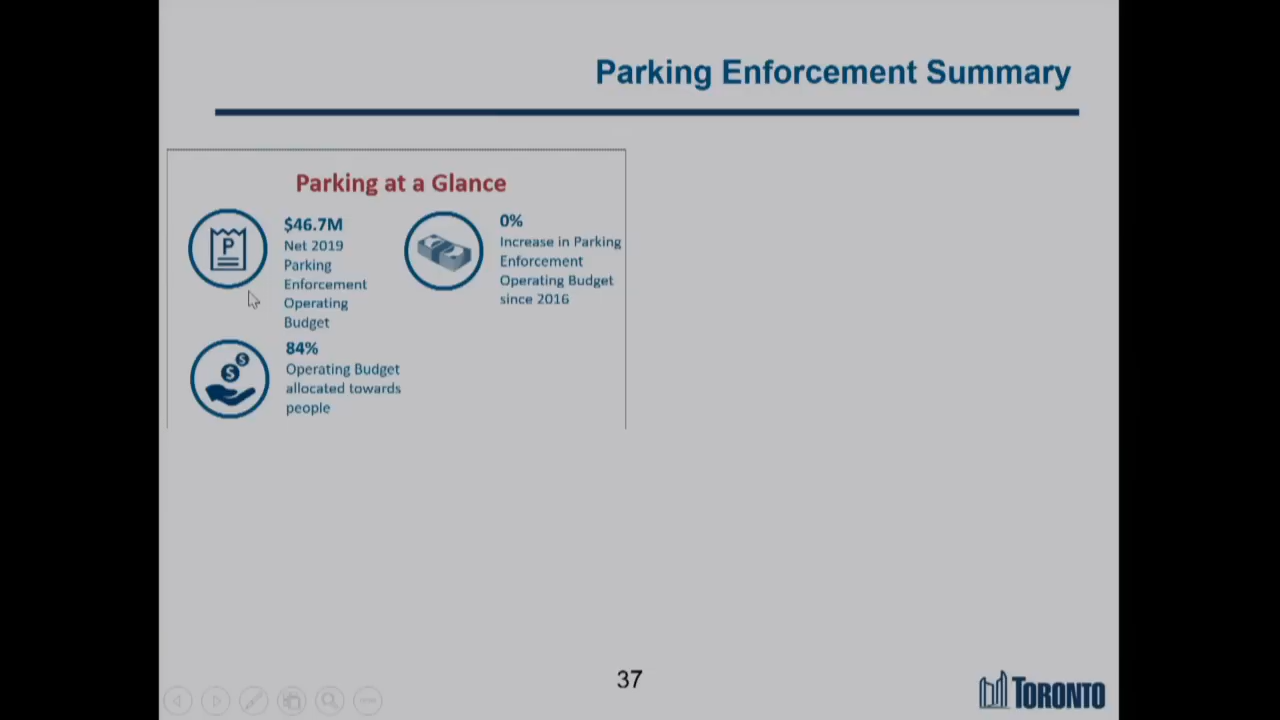 Parking Enforcement Summary
Parking at a Glance
P
$46.7M
Net 2019
Parking
Enforcement
Operating
Budget
0%
Increase in Parking
Enforcement
Operating Budget
since 2016
$
$
84%
Operating Budget
allocated towards
people
37
TORONTO